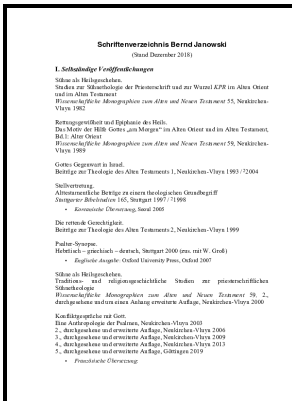 Schriftenverzeichnis Bernd Janowski
(Stand Dezember 2018)
I. Selbständige Veröffentlichungen
Sühne als Heilsgeschehen.
Studien zur Sühnetheologie der Priesterschrift und zur Wurzel KPR im Alten Orient
und im Alten Testament
Wissenschaftliche Monographien zum Alten und Neuen Testament 55, Neukirchen-
Vluyn 1982
Rettungsgewißheit und Epiphanie des Heils.
Das Motiv der Hilfe Gottes „am Morgen“ im Alten Orient und im Alten Testament,
Bd.1: Alter Orient
Wissenschaftliche Monographien zum Alten und Neuen Testament 59, Neukirchen-
Vluyn 1989
Gottes Gegenwart in Israel.
Beiträge zur Theologie des Alten Testaments 1, Neukirchen-Vluyn 1993 / ²2004
Stellvertretung.
Alttestamentliche Beiträge zu einem theologischen Grundbegriff
Stuttgarter Bibelstudien 165, Stuttgart 1997 / ²1998
• Koreanische Übersetzung, Seoul 2005
Die rettende Gerechtigkeit.
Beiträge zur Theologie des Alten Testaments 2, Neukirchen-Vluyn 1999
Psalter-Synopse.
Hebräisch – griechisch – deutsch, Stuttgart 2000 (zus. mit W. Groß)
• Englische Ausgabe: Oxford University Press, Oxford 2007
Sühne als Heilsgeschehen.
Traditions- und religionsgeschichtliche Studien zur priesterschriftlichen
Sühnetheologie
Wissenschaftliche Monographien zum Alten und Neuen Testament 59, 2.,
durchgesehene und um einen Anhang erweiterte Auflage, Neukirchen-Vluyn 2000
Konfliktgespräche mit Gott.
Eine Anthropologie der Psalmen, Neukirchen-Vluyn 2003
2., durchgesehene und erweiterte Auflage, Neukirchen-Vluyn 2006
3., durchgesehene und erweiterte Auflage, Neukirchen-Vluyn 2009
4., durchgesehene und erweiterte Auflage, Neukirchen-Vluyn 2013
5., durchgesehene und erweiterte Auflage, Göttingen 2019
• Französische Übersetzung: